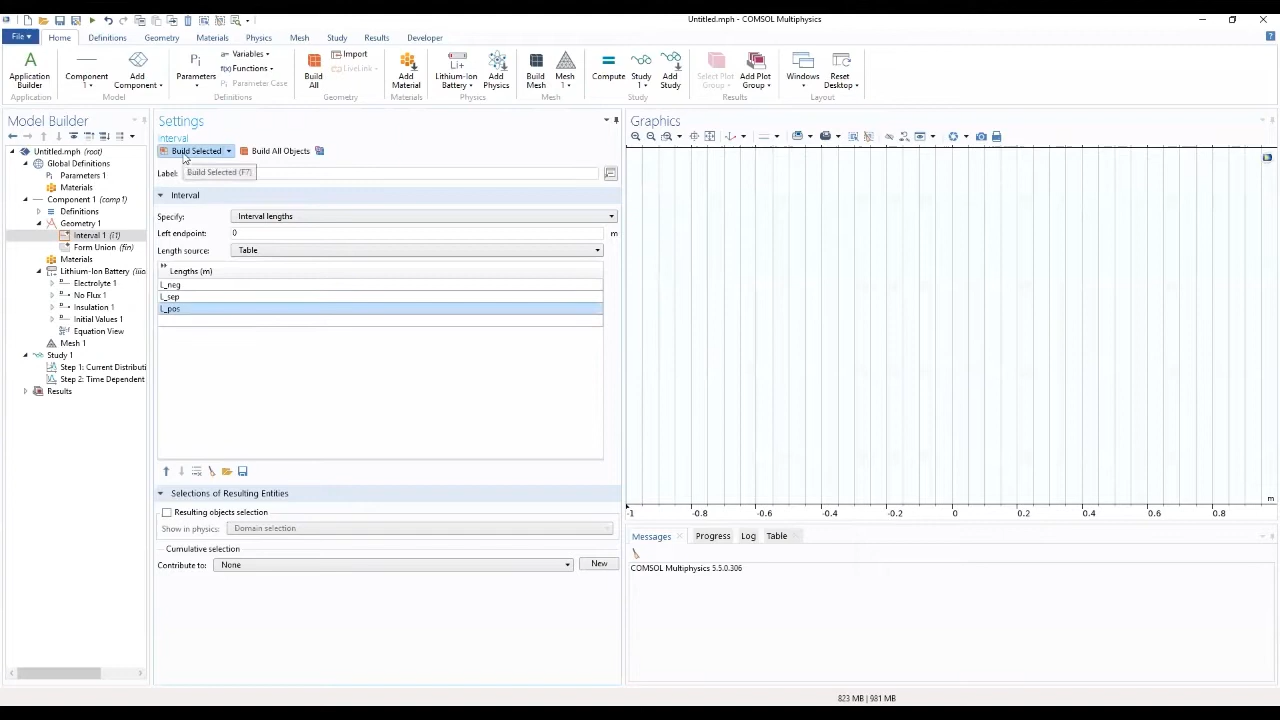 Untitled.mph - COMSOL Multiphysics
File Home Definitions Geometry Materials Physics Mesh Study Results Developer
Application Builder
Component 1
Add Component
Pi Parameters
a= Variables
f(x) Functions
Pi Parameter Case
Build All
Import
LiveLink
Add Material
Li+ Lithium-Ion Battery
Add Physics
Build Mesh
Mesh 1
Compute
Study 1
Add Study
Select Plot Group
Add Plot Group
Windows
Reset Desktop
Application Model Definitions Geometry Materials Physics Mesh Study Results Layout
Model Builder
Untitled.mph (root)
Global Definitions
Pi Parameters 1
Materials
Component 1 (comp1)
Definitions
Geometry 1
Interval 1 (i1)
Form Union (fin)
Materials
Lithium-Ion Battery
Electrolyte 1
No Flux 1
Insulation 1
Initial Values 1
Equation View
Mesh 1
Study 1
Step 1: Current Distributi
Step 2: Time Dependent
Results
Settings
Interval
Build Selected Build All Objects
Label:
Build Selected (F7)
Interval
Specify: Interval lengths
Left endpoint: 0 m
Length source: Table
Lengths (m)
L_neg
L_sep
L_pos
Selections of Resulting Entities
Resulting objects selection
Show in physics: Domain selection
Cumulative selection
Contribute to: None New
Graphics
m
-1 -0.8 -0.6 -0.4 -0.2 0 0.2 0.4 0.6 0.8
Messages Progress Log Table
COMSOL Multiphysics 5.5.0.306
823 MB | 981 MB